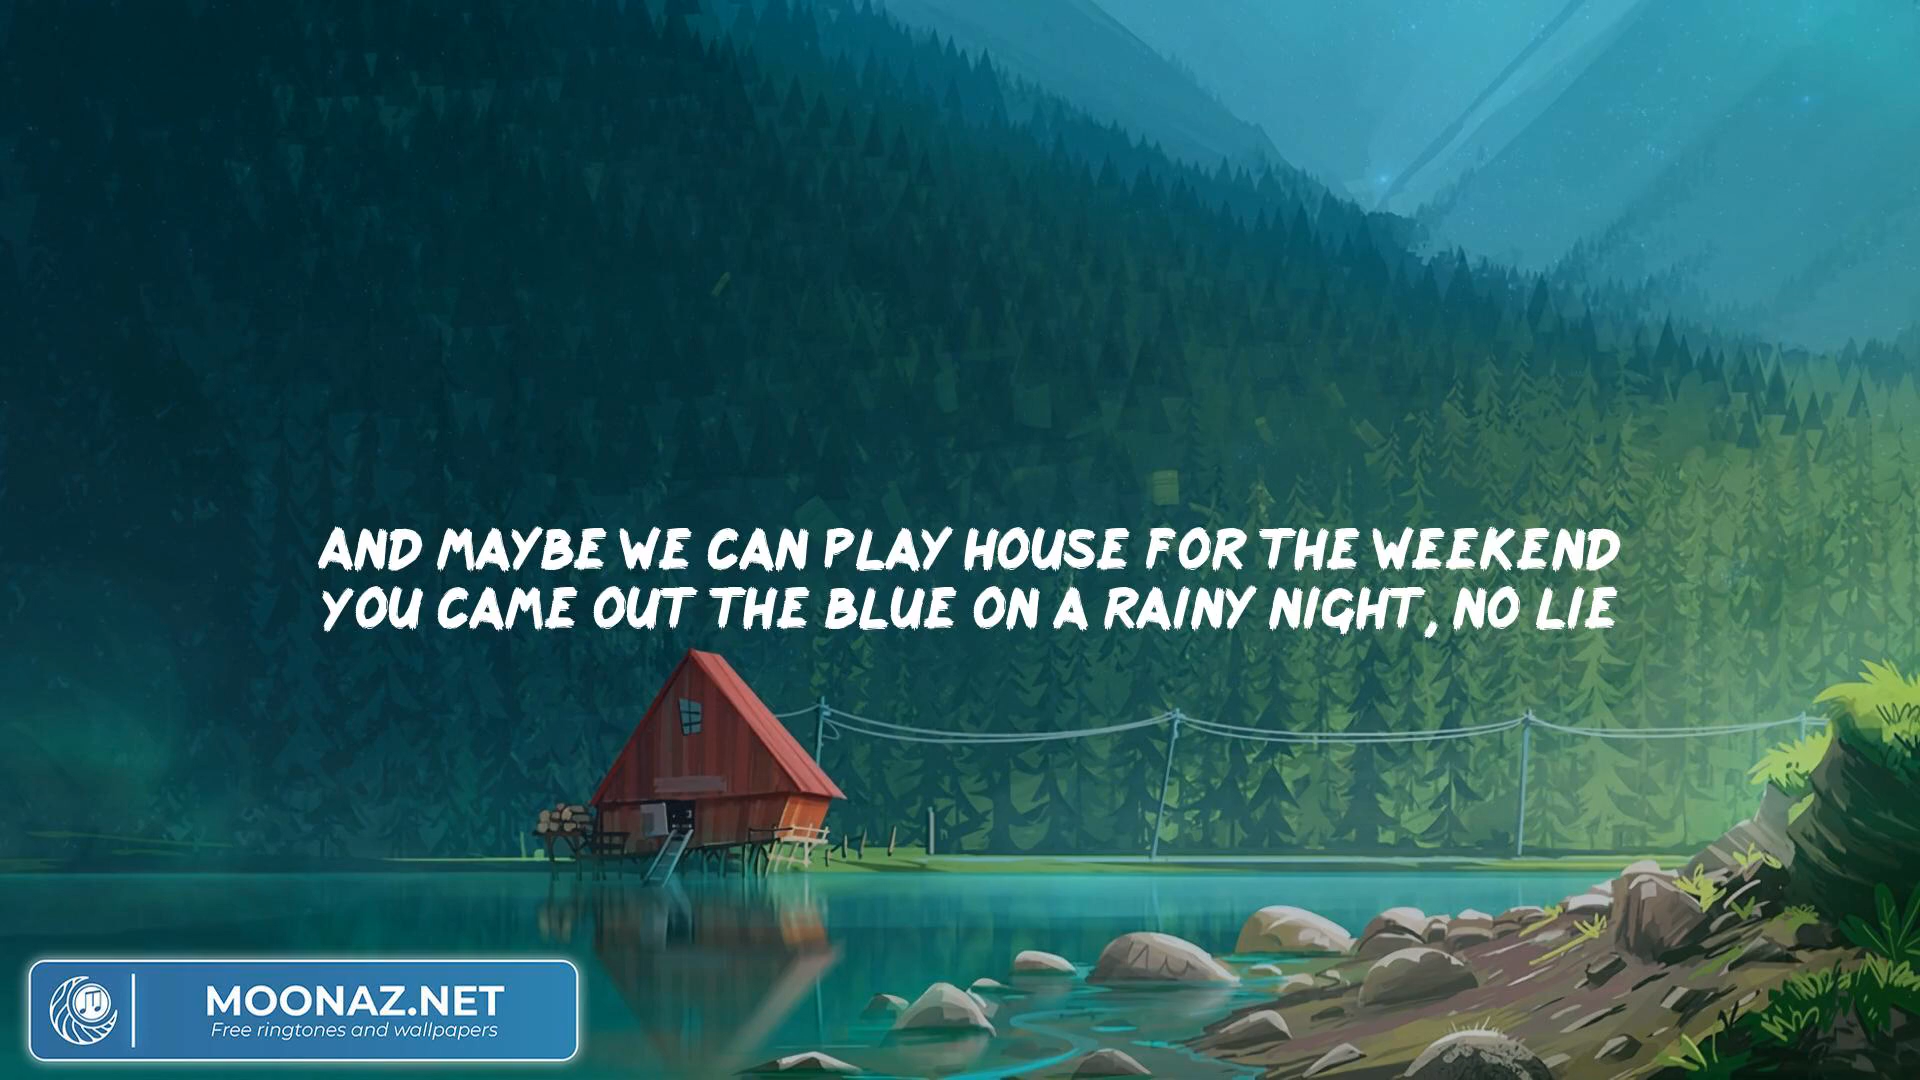 AND MAYBE WE CAN PLAY HOUSE FOR THE WEEKEND
YOU CAME OUT THE BLUE ON A RAINY NIGHT, NO LIE
MOONAZ.NET
Free ringtones and wallpapers